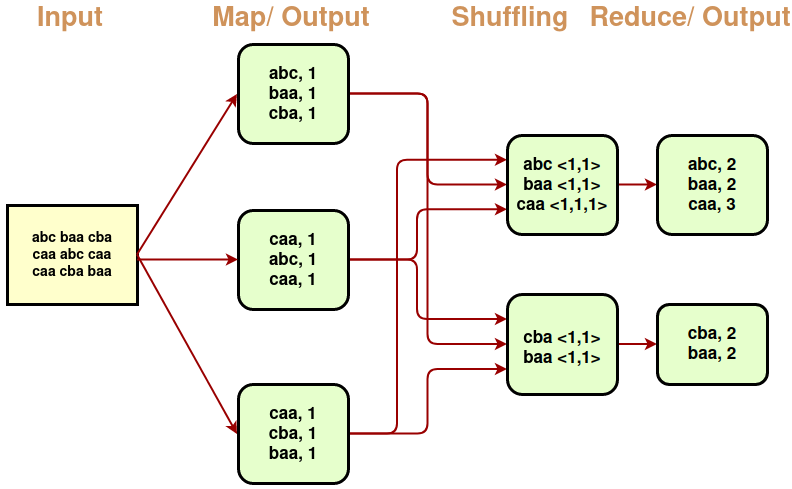 Input
Map/ Output
Shuffling
Reduce/ Output
abc baa cba
caa abc caa
caa cba baa
abc, 1
baa, 1
cba, 1
caa, 1
abc, 1
caa, 1
caa, 1
cba, 1
baa, 1
abc <1,1>
baa <1,1>
caa <1,1,1>
cba <1,1>
baa <1,1>
abc, 2
baa, 2
caa, 3
cba, 2
baa, 2